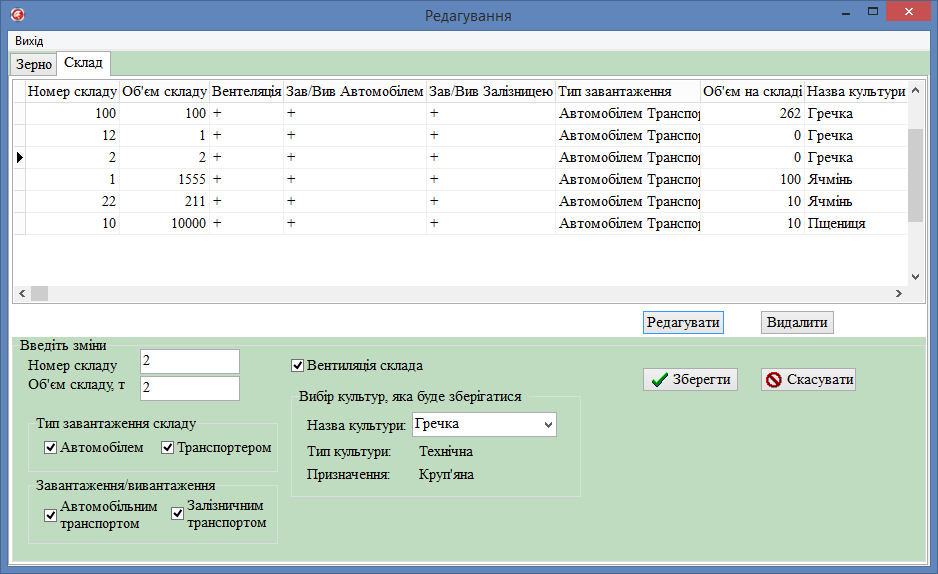 Редагування
Вихід
Зерно Склад
Номер складу Об'єм складу Вентеляція Зав/Вив Автомобілем Зав/Вив Залізницею Тип завантаження Об'єм на складі Назва культури
100 100 + + + Автомобілем Транспор 262 Гречка
12 1 + + + Автомобілем Транспор 0 Гречка
2 2 + + + Автомобілем Транспор 0 Гречка
1 1555 + + + Автомобілем Транспор 100 Ячмінь
22 211 + + + Автомобілем Транспор 10 Ячмінь
10 10000 + + + Автомобілем Транспор 10 Пщениця
Редагувати Видалити
Введіть зміни
Номер складу 2
Об'єм складу, т 2
Вентиляція склада
Зберегти Скасувати
Вибір культур, яка буде зберігатися
Назва культури: Гречка
Тип культури: Технічна
Призначення: Круп'яна
Тип завантаження складу
Автомобілем Транспортером
Завантаження/вивантаження
Автомобільним транспортом
Залізничним транспортом